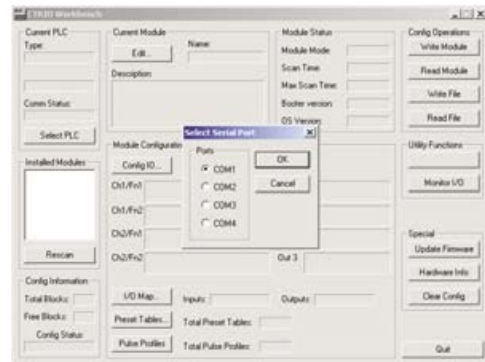 CTRIO Workbench
Current PLC
Type:
Comm Status:
Select PLC
Installed Modules
Rescan
Config Information
Total Blocks:
Free Blocks:
Config Status:
Current Module
Edit...
Name:
Description:
Module Configuration
Config IO...
Ch1/Fn1
Ch1/Fn2
Ch2/Fn1
Ch2/Fn2
Out 3
I/O Map...
Inputs:
Outputs:
Preset Tables...
Total Preset Tables:
Pulse Profiles
Total Pulse Profiles:
Module Status
Module Mode:
Scan Time:
Max Scan Time:
Booter version:
OS Version:
Config Operations
Write Module
Read Module
Write File
Read File
Utility Functions
Monitor I/O
Special
Update Firmware
Hardware Info
Clear Config
Quit
Select Serial Port
Ports
COM1
COM2
COM3
COM4
OK
Cancel